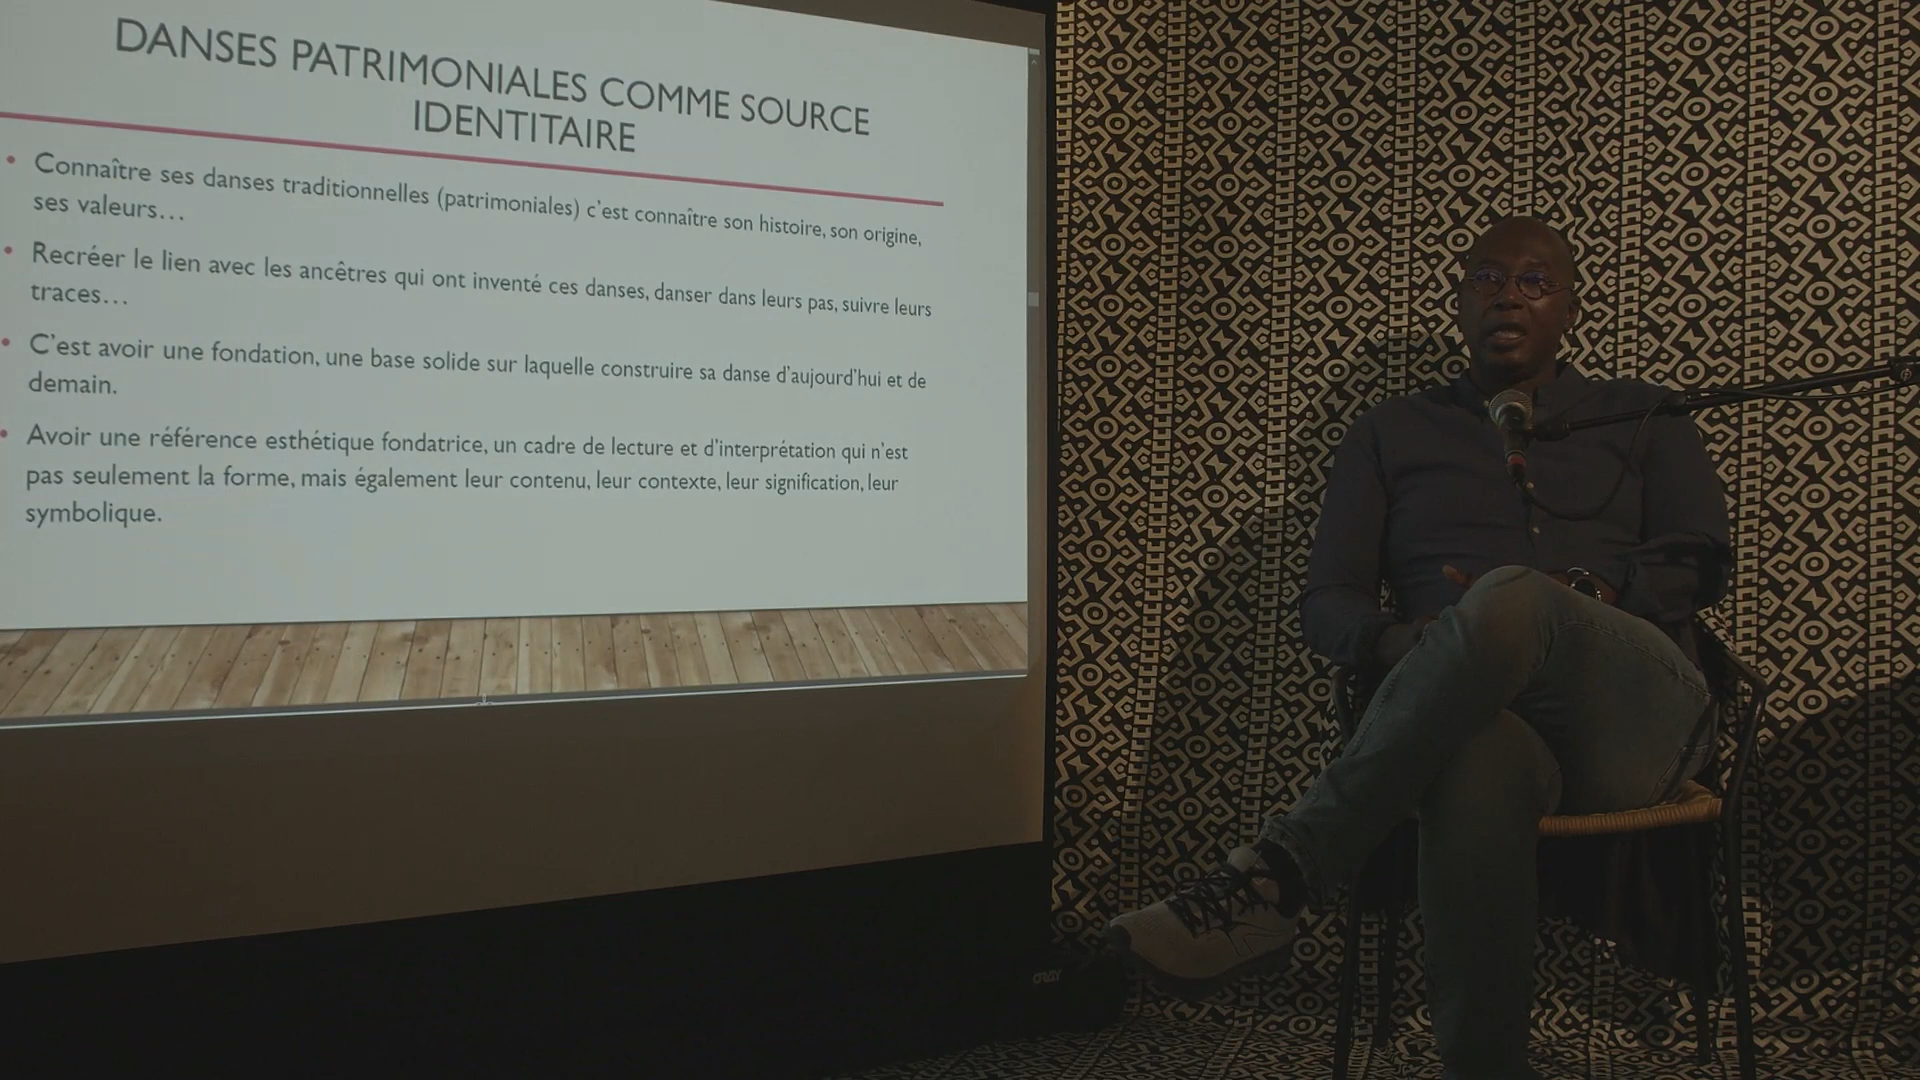 DANSES PATRIMONIALES COMME SOURCE
IDENTITAIRE
• Connaître ses danses traditionnelles (patrimoniales) c'est connaître son histoire, son origine,
ses valeurs…
• Recréer le lien avec les ancêtres qui ont inventé ces danses, danser dans leurs pas, suivre leurs
traces…
• C'est avoir une fondation, une base solide sur laquelle construire sa danse d'aujourd'hui et de
demain.
• Avoir une référence esthétique fondatrice, un cadre de lecture et d'interprétation qui n'est
pas seulement la forme, mais également leur contenu, leur contexte, leur signification, leur
symbolique.